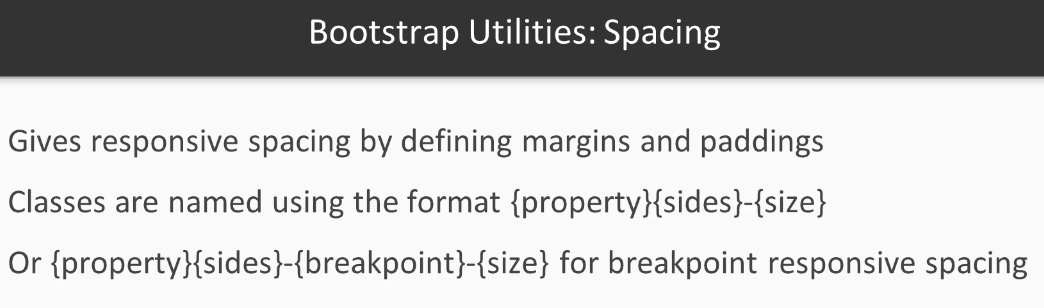 Bootstrap Utilities: Spacing
Gives responsive spacing by defining margins and paddings
Classes are named using the format {property}{sides}-{size}
Or {property}{sides}-{breakpoint}-{size} for breakpoint responsive spacing